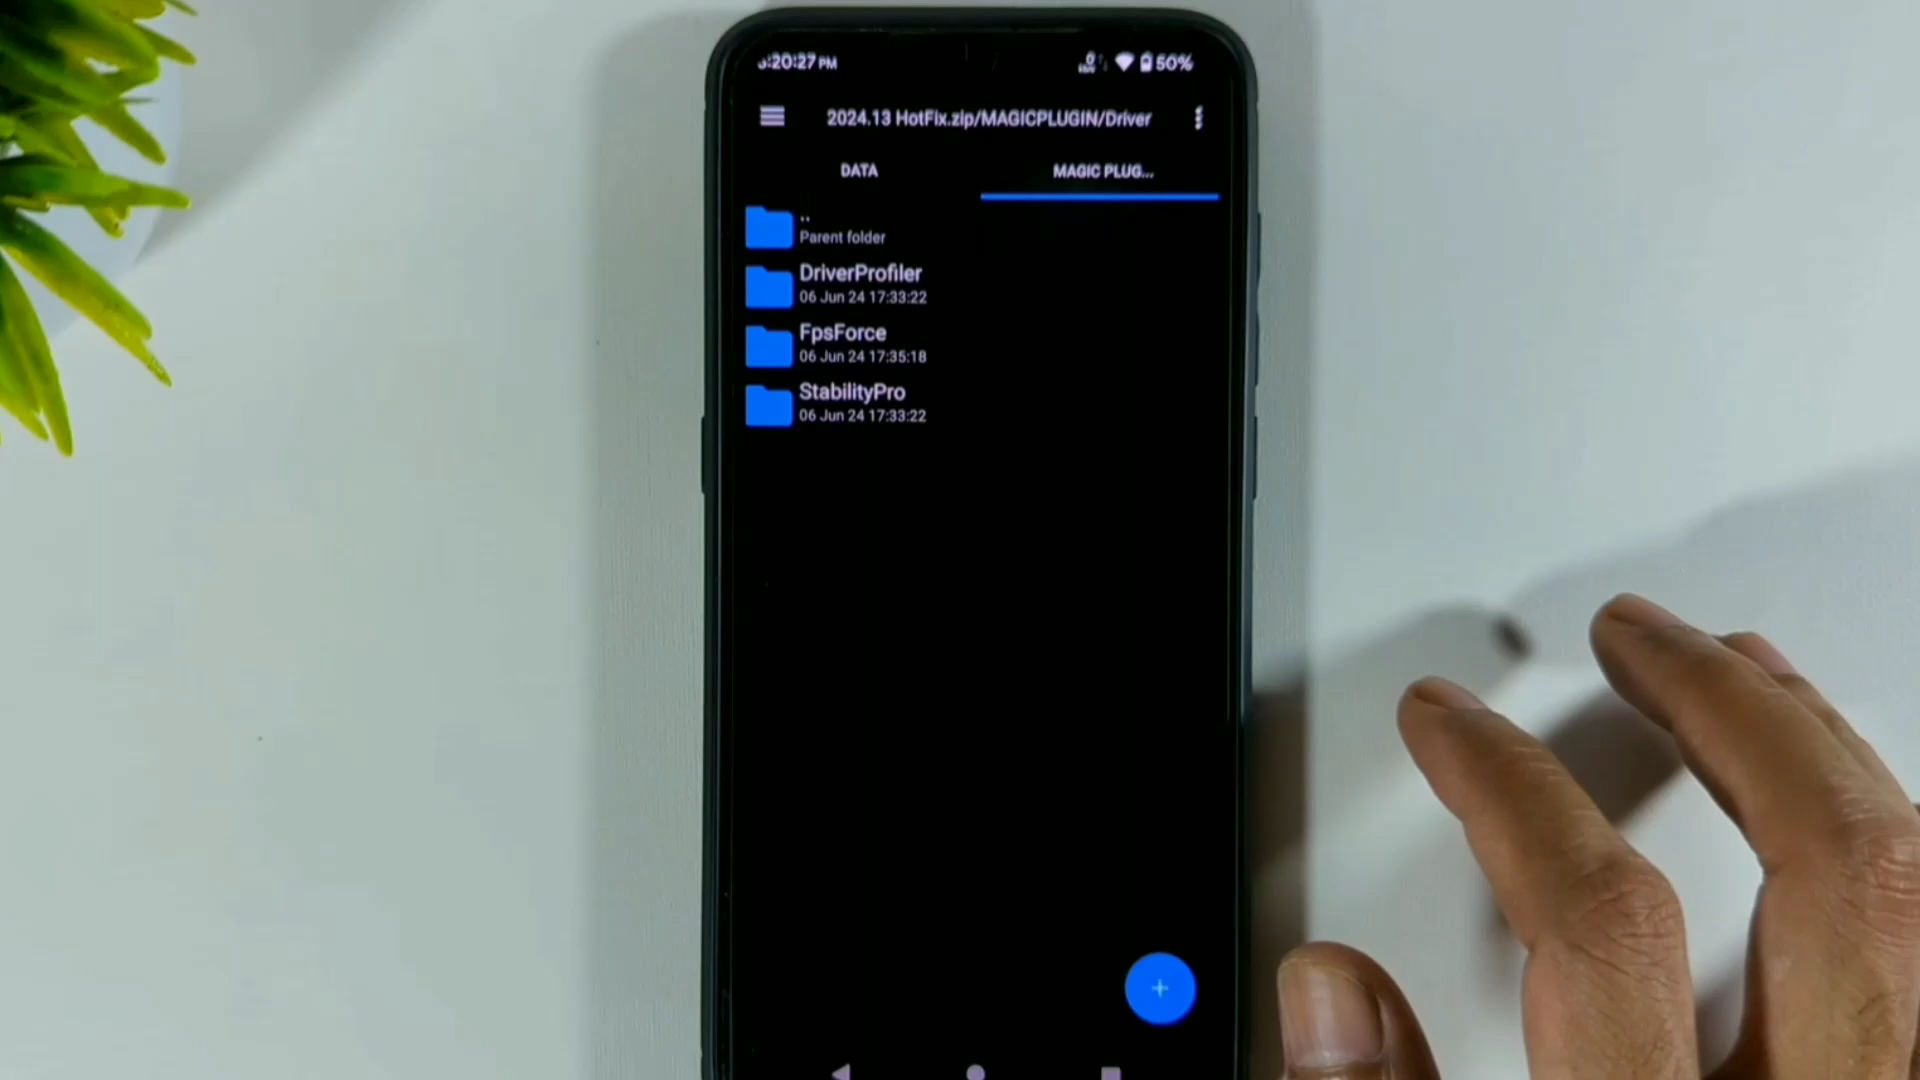 :20:27 PM
50%
2024.13 HotFix.zip/MAGICPLUGIN/Driver
DATA
MAGIC PLUG...
..
Parent folder
DriverProfiler
06 Jun 24 17:33:22
FpsForce
06 Jun 24 17:35:18
StabilityPro
06 Jun 24 17:33:22
+